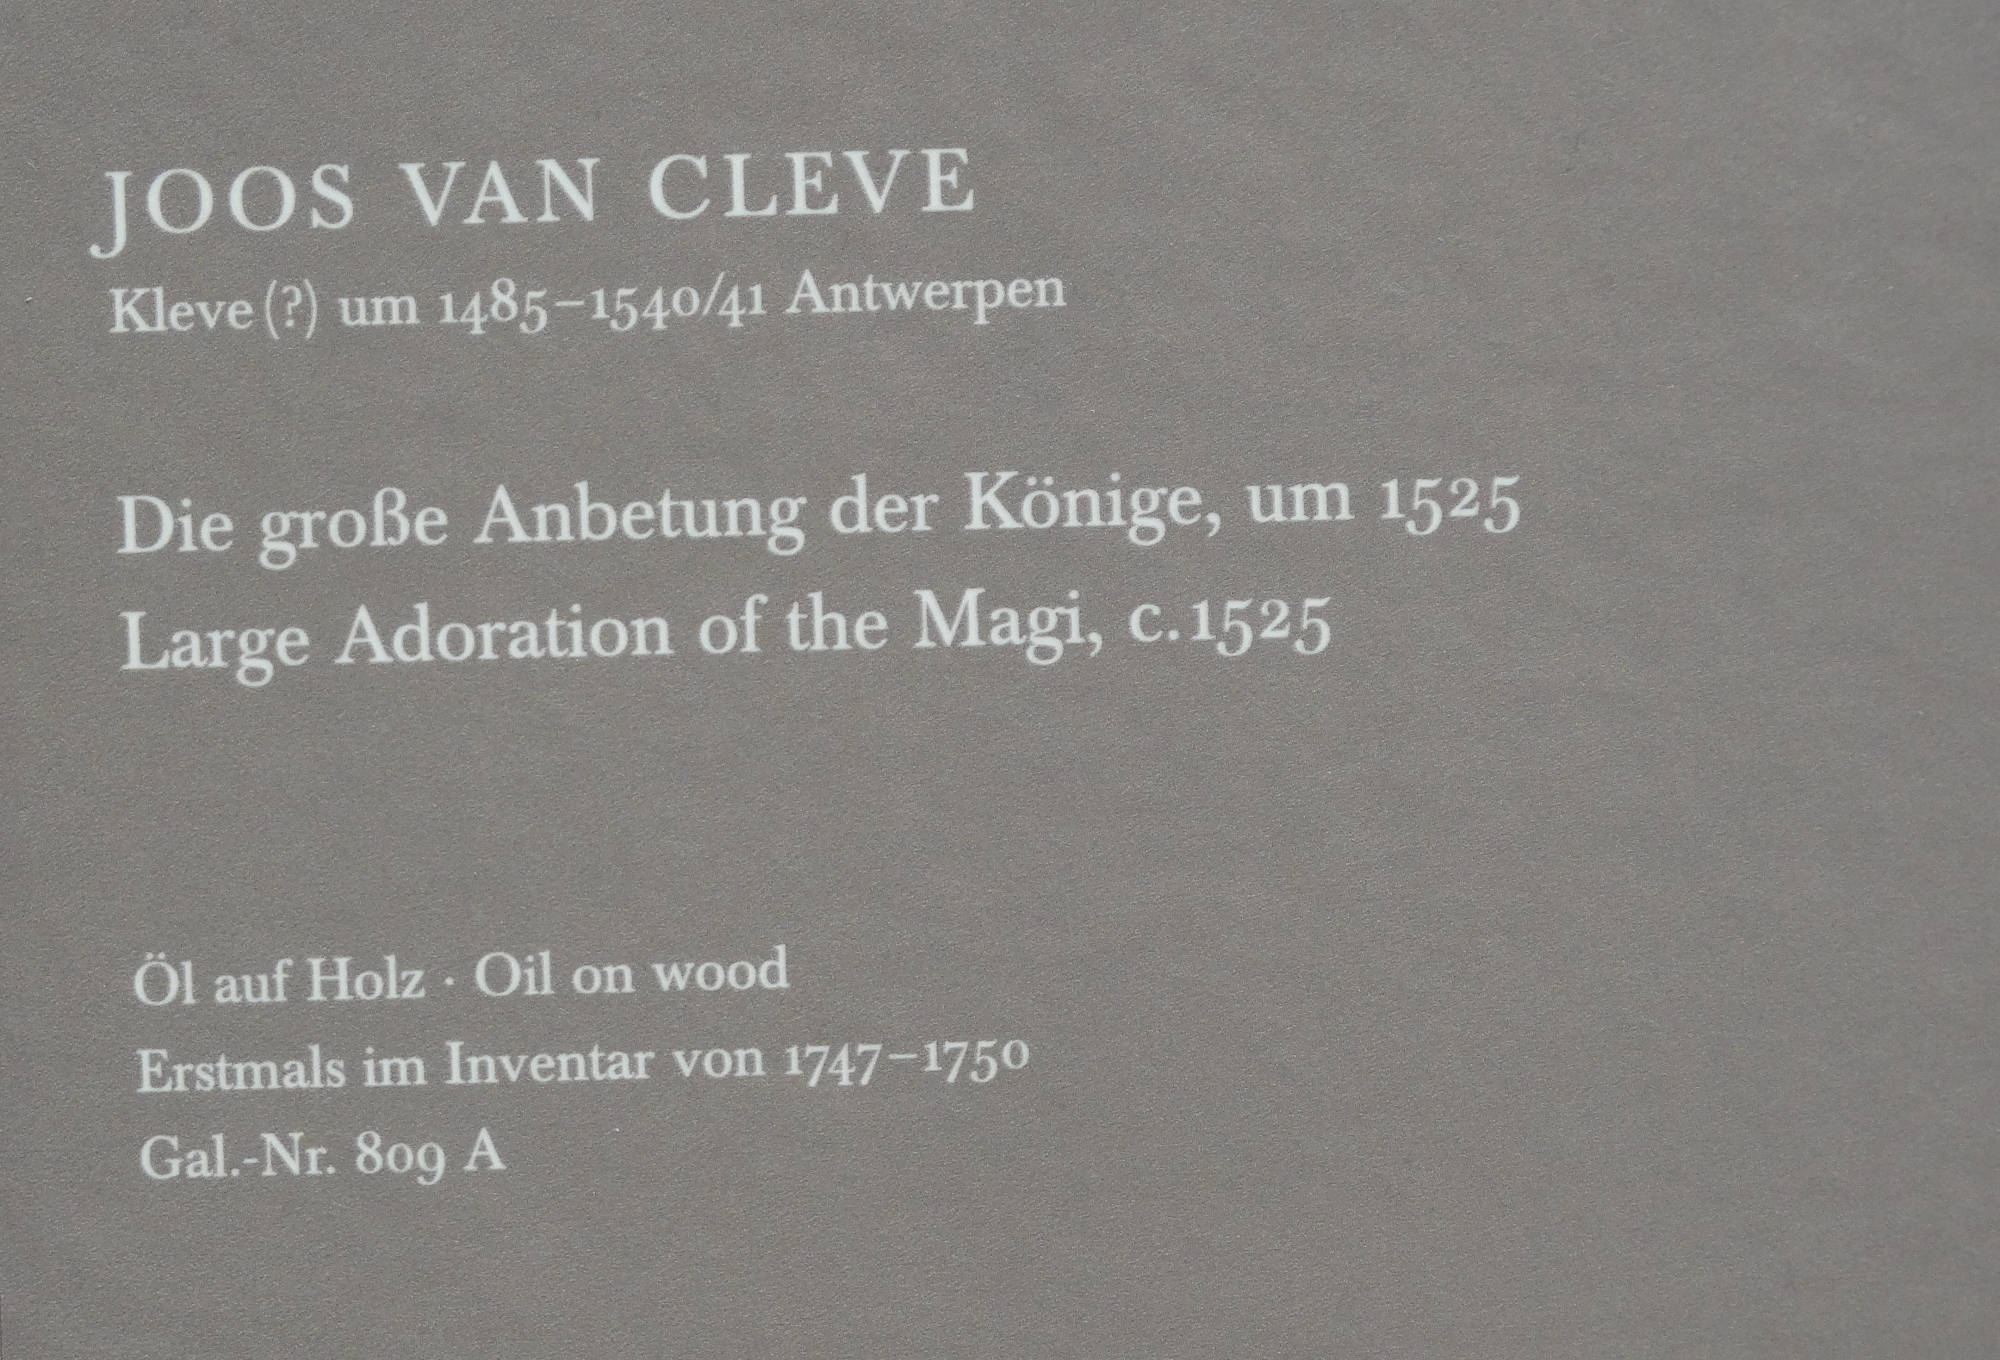 JOOS VAN CLEVE
Kleve (?) um 1485–1540/41 Antwerpen
Die große Anbetung der Könige, um 1525
Large Adoration of the Magi, c. 1525
Öl auf Holz · Oil on wood
Erstmals im Inventar von 1747–1750
Gal.-Nr. 809 A